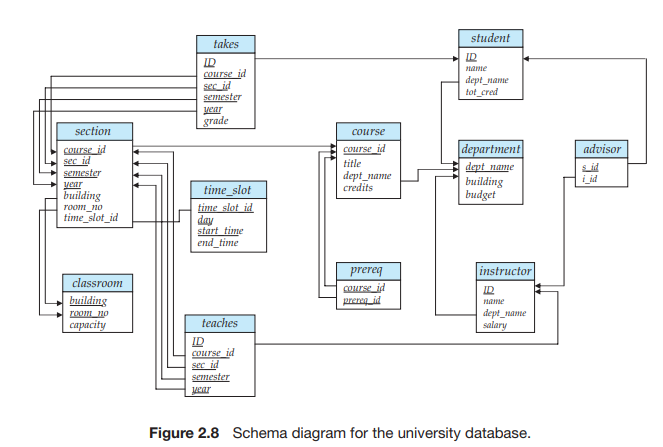 takes
ID
course_id
sec_id
semester
year
grade
student
ID
name
dept_name
tot_cred
section
course_id
sec_id
semester
year
building
room_no
time_slot_id
course
course_id
title
dept_name
credits
department
dept_name
building
budget
advisor
s_id
i_id
time_slot
time_slot_id
day
start_time
end_time
classroom
building
room_no
capacity
prereq
course_id
prereq_id
instructor
ID
name
dept_name
salary
teaches
ID
course_id
sec_id
semester
year
Figure 2.8 Schema diagram for the university database.